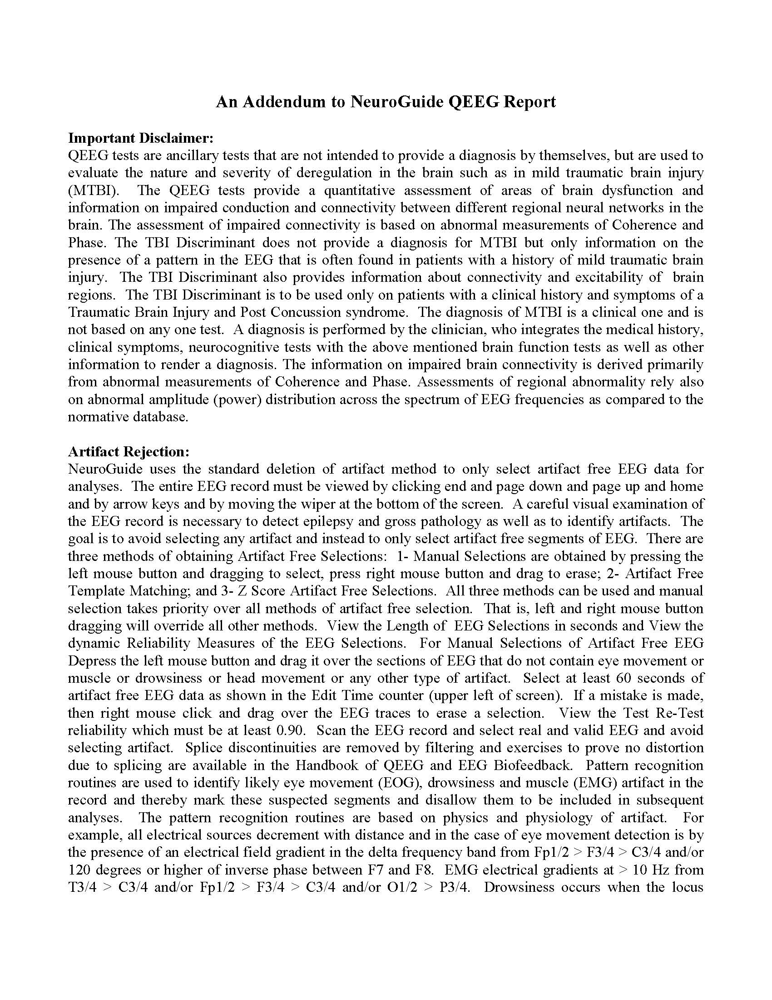 An Addendum to NeuroGuide QEEG Report
Important Disclaimer:
QEEG tests are ancillary tests that are not intended to provide a diagnosis by themselves, but are used to
evaluate the nature and severity of deregulation in the brain such as in mild traumatic brain injury
(MTBI).  The QEEG tests provide a quantitative assessment of areas of brain dysfunction and
information on impaired conduction and connectivity between different regional neural networks in the
brain. The assessment of impaired connectivity is based on abnormal measurements of Coherence and
Phase. The TBI Discriminant does not provide a diagnosis for MTBI but only information on the
presence of a pattern in the EEG that is often found in patients with a history of mild traumatic brain
injury.  The TBI Discriminant also provides information about connectivity and excitability of  brain
regions.  The TBI Discriminant is to be used only on patients with a clinical history and symptoms of a
Traumatic Brain Injury and Post Concussion syndrome.  The diagnosis of MTBI is a clinical one and is
not based on any one test.  A diagnosis is performed by the clinician, who integrates the medical history,
clinical symptoms, neurocognitive tests with the above mentioned brain function tests as well as other
information to render a diagnosis. The information on impaired brain connectivity is derived primarily
from abnormal measurements of Coherence and Phase. Assessments of regional abnormality rely also
on abnormal amplitude (power) distribution across the spectrum of EEG frequencies as compared to the
normative database.
Artifact Rejection:
NeuroGuide uses the standard deletion of artifact method to only select artifact free EEG data for
analyses.  The entire EEG record must be viewed by clicking end and page down and page up and home
and by arrow keys and by moving the wiper at the bottom of the screen.  A careful visual examination of
the EEG record is necessary to detect epilepsy and gross pathology as well as to identify artifacts.  The
goal is to avoid selecting any artifact and instead to only select artifact free segments of EEG.  There are
three methods of obtaining Artifact Free Selections:  1- Manual Selections are obtained by pressing the
left mouse button and dragging to select, press right mouse button and drag to erase; 2- Artifact Free
Template Matching; and 3- Z Score Artifact Free Selections.  All three methods can be used and manual
selection takes priority over all methods of artifact free selection.  That is, left and right mouse button
dragging will override all other methods.  View the Length of  EEG Selections in seconds and View the
dynamic Reliability Measures of the EEG Selections.  For Manual Selections of Artifact Free EEG
Depress the left mouse button and drag it over the sections of EEG that do not contain eye movement or
muscle or drowsiness or head movement or any other type of artifact.  Select at least 60 seconds of
artifact free EEG data as shown in the Edit Time counter (upper left of screen).  If a mistake is made,
then right mouse click and drag over the EEG traces to erase a selection.  View the Test Re-Test
reliability which must be at least 0.90.  Scan the EEG record and select real and valid EEG and avoid
selecting artifact.  Splice discontinuities are removed by filtering and exercises to prove no distortion
due to splicing are available in the Handbook of QEEG and EEG Biofeedback.  Pattern recognition
routines are used to identify likely eye movement (EOG), drowsiness and muscle (EMG) artifact in the
record and thereby mark these suspected segments and disallow them to be included in subsequent
analyses.  The pattern recognition routines are based on physics and physiology of artifact.  For
example, all electrical sources decrement with distance and in the case of eye movement detection is by
the presence of an electrical field gradient in the delta frequency band from Fp1/2 > F3/4 > C3/4 and/or
120 degrees or higher of inverse phase between F7 and F8.  EMG electrical gradients at > 10 Hz from
T3/4 > C3/4 and/or Fp1/2 > F3/4 > C3/4 and/or O1/2 > P3/4.  Drowsiness occurs when the locus